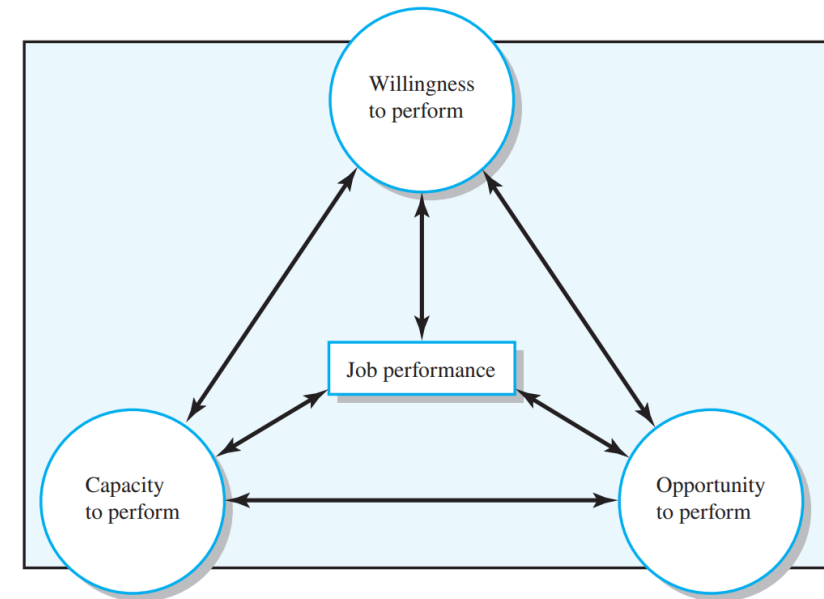 Willingness
to perform
Job performance
Capacity
to perform
Opportunity
to perform